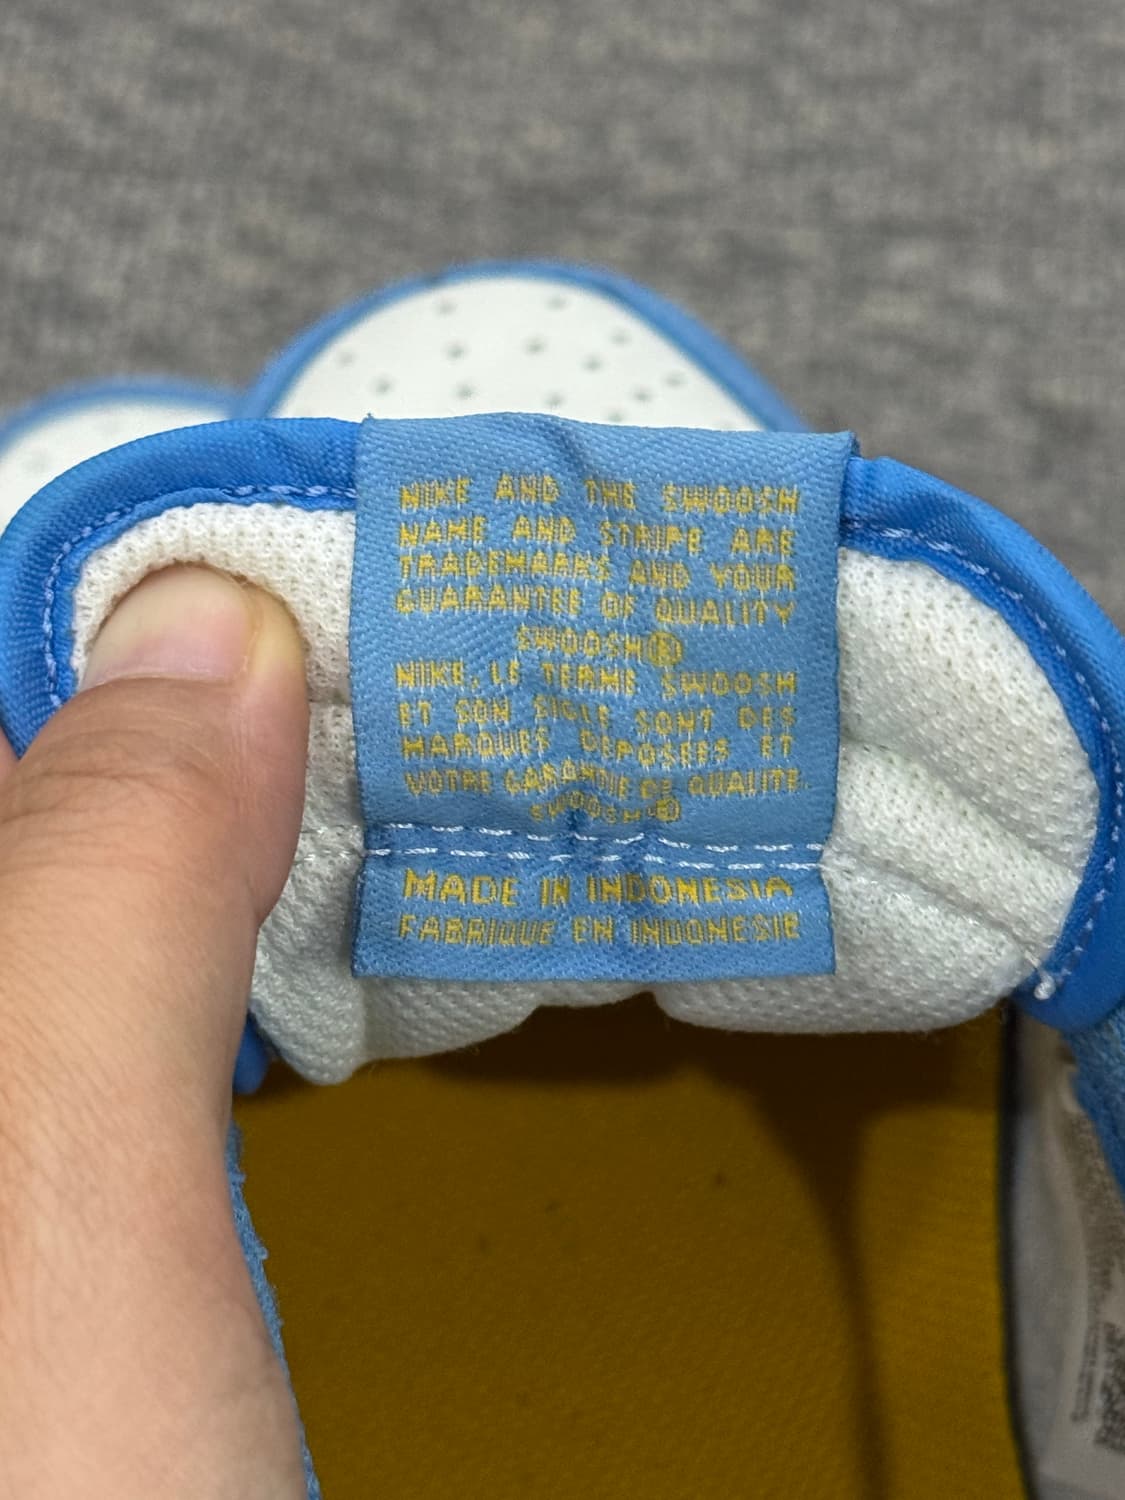 NIKE AND THE SWOOSH
NAME AND STRIPE ARE
TRADEMARKS AND YOUR
GUARANTEE OF QUALITY
SWOOSH®
NIKE, LE TERME SWOOSH
ET SON SIGLE SONT DES
MARQUES DEPOSEES ET
VOTRE GARANTIE DE QUALITE.
SWOOSH®
MADE IN INDONESIA
FABRIQUE EN INDONESIE